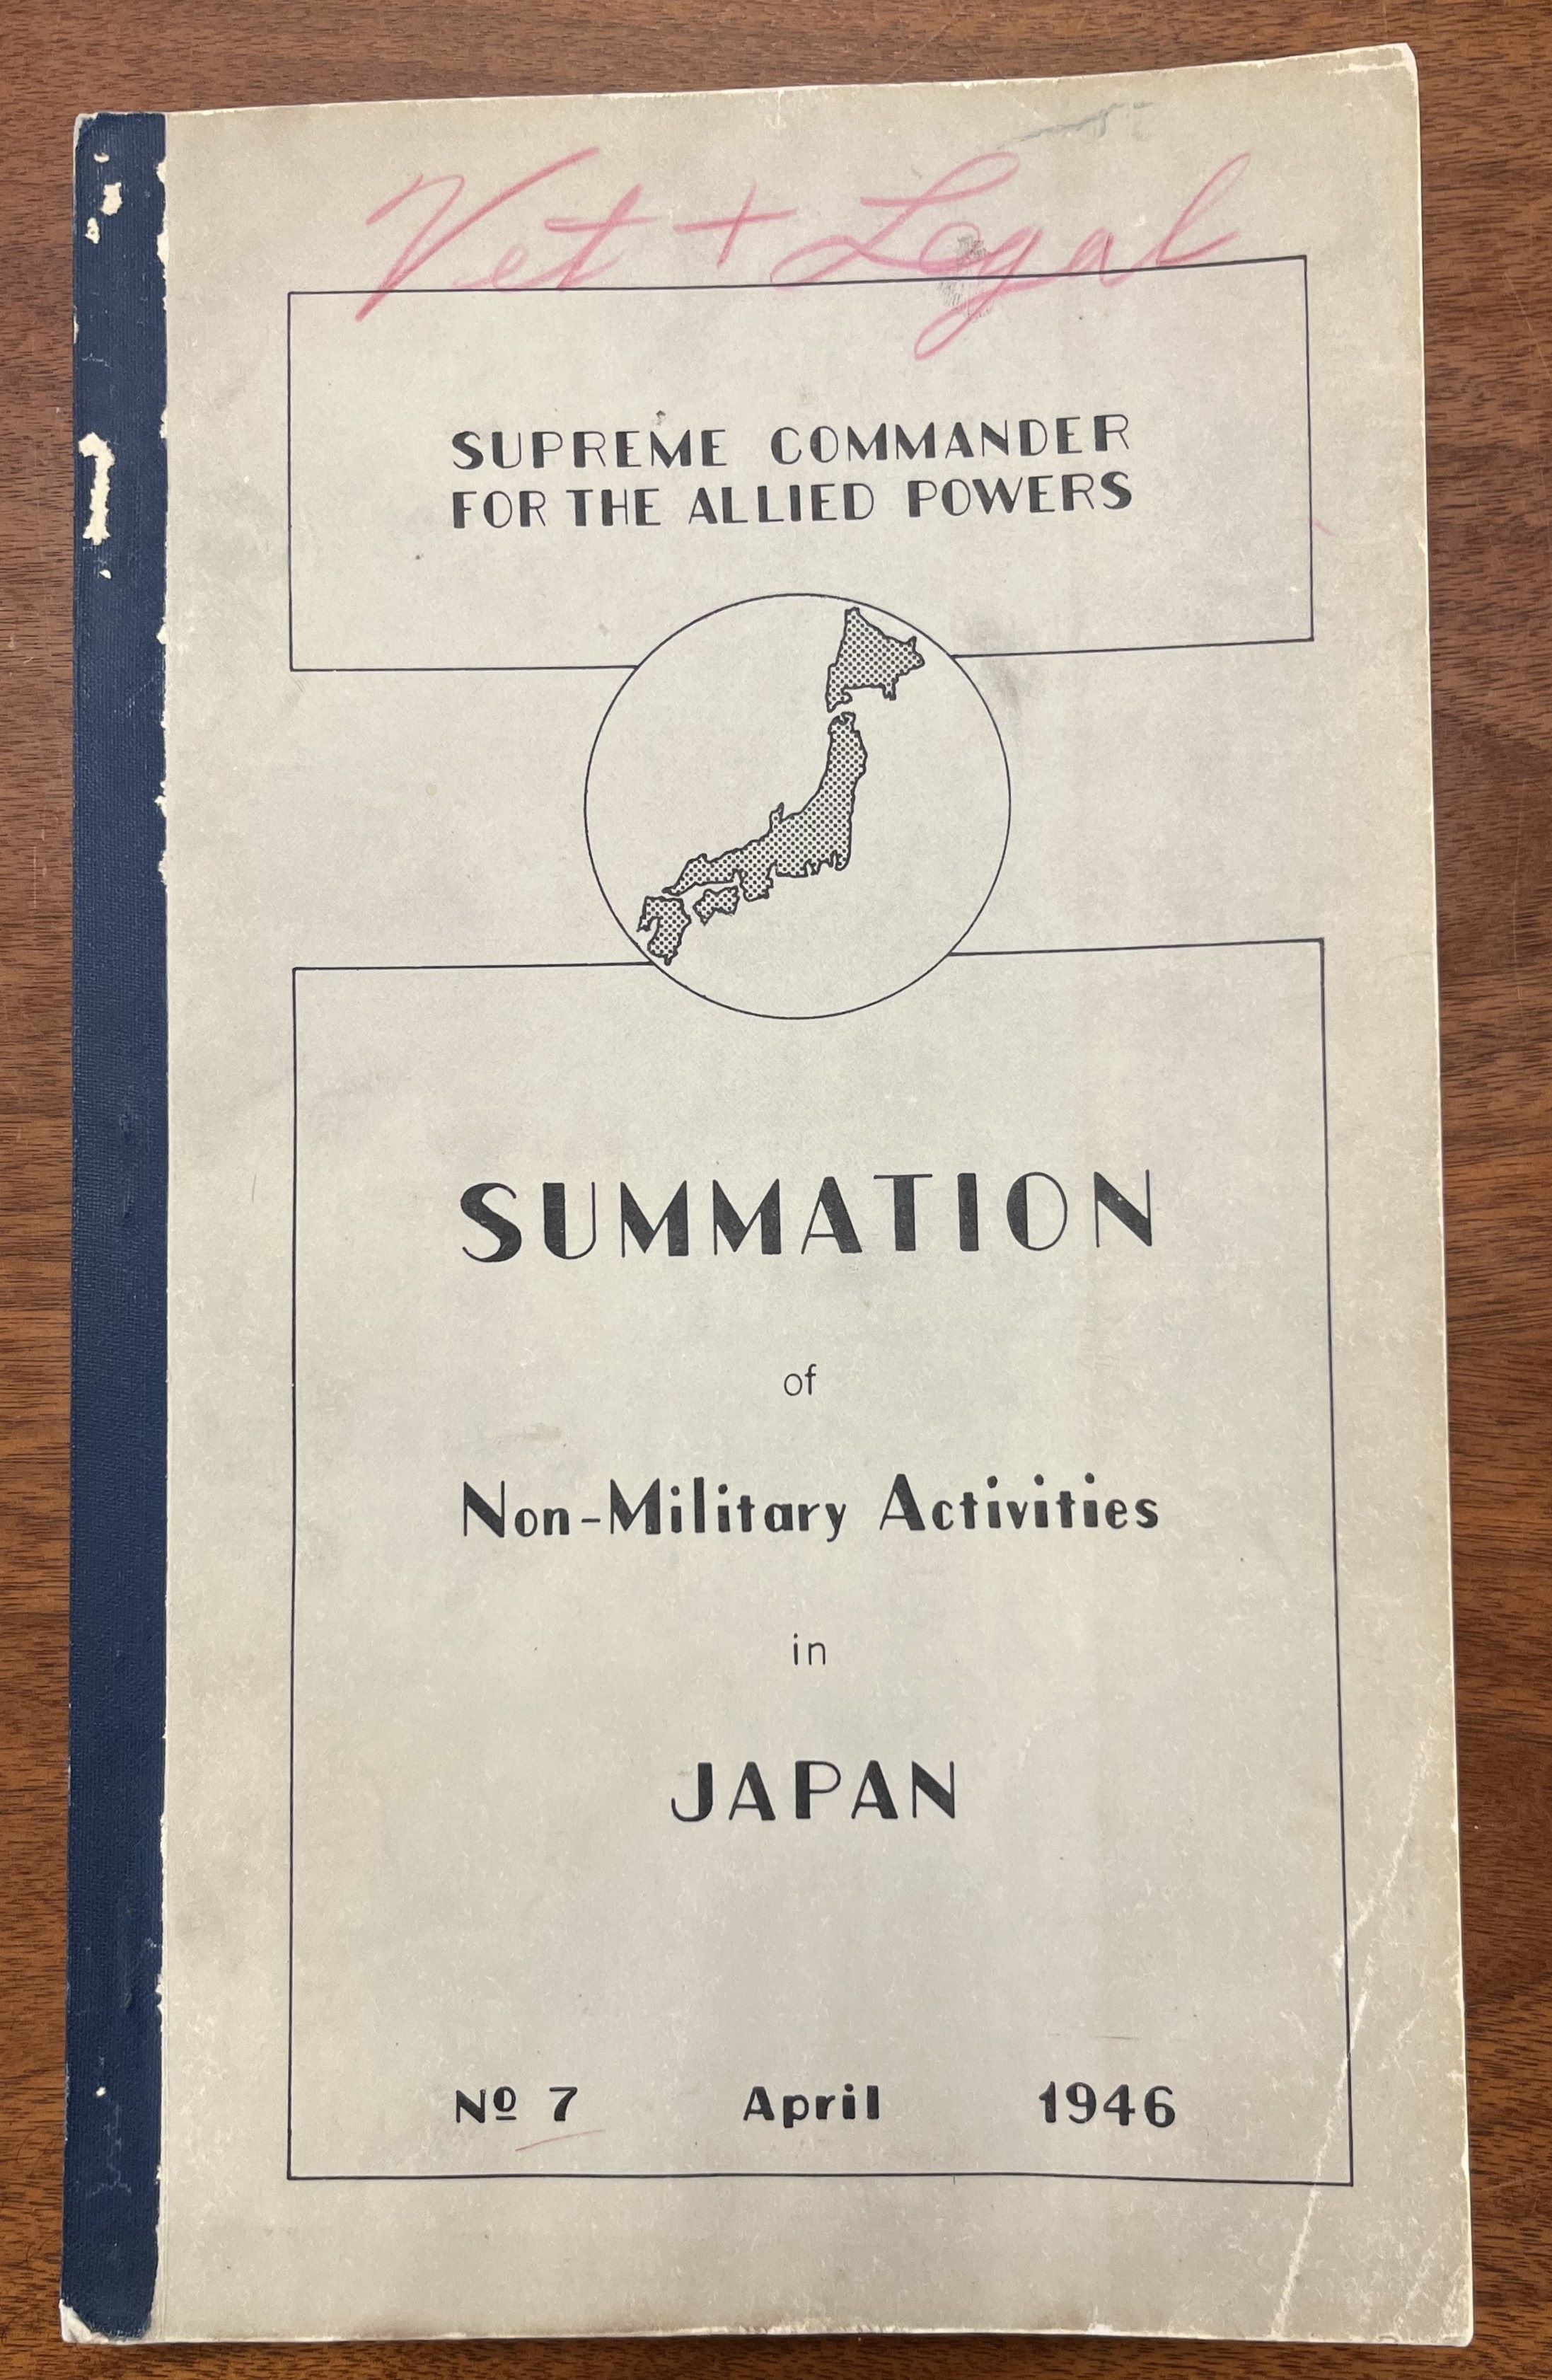 Vet + Legal
SUPREME COMMANDER
FOR THE ALLIED POWERS
SUMMATION
of
Non-Military Activities
in
JAPAN
Nº 7 April 1946